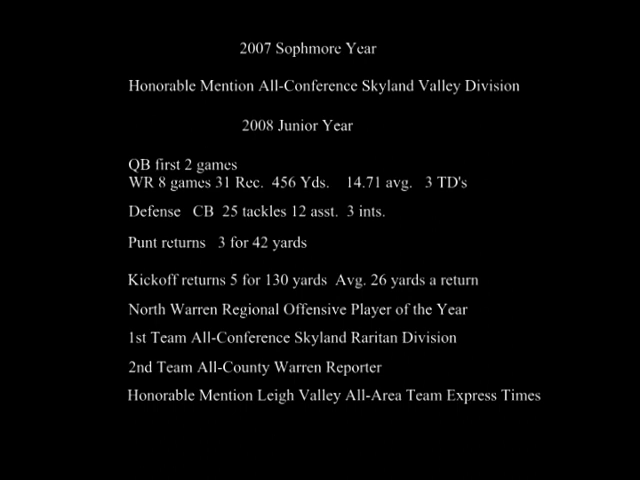 2007 Sophmore Year
Honorable Mention All-Conference Skyland Valley Division
2008 Junior Year
QB first 2 games
WR 8 games 31 Rec. 456 Yds. 14.71 avg. 3 TD's
Defense CB 25 tackles 12 asst. 3 ints.
Punt returns 3 for 42 yards
Kickoff returns 5 for 130 yards Avg. 26 yards a return
North Warren Regional Offensive Player of the Year
1st Team All-Conference Skyland Raritan Division
2nd Team All-County Warren Reporter
Honorable Mention Leigh Valley All-Area Team Express Times